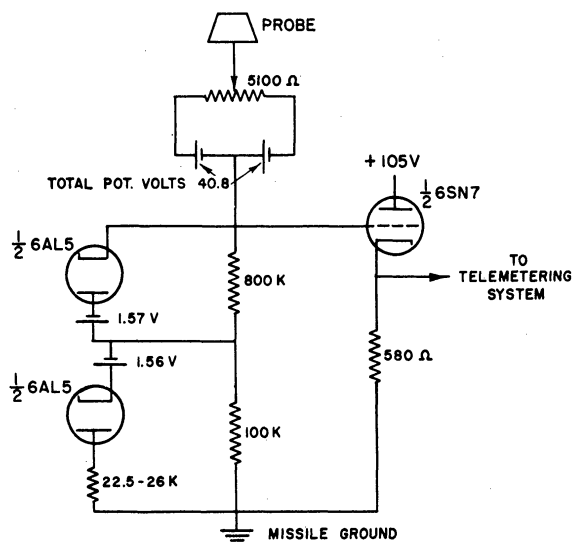 PROBE
5100 Ω
TOTAL POT. VOLTS 40.8
+105V
1/2 6SN7
1/2 6AL5
TO
TELEMETERING
SYSTEM
800 K
1.57 V
1.56 V
580 Ω
1/2 6AL5
100 K
22.5-26 K
MISSILE GROUND